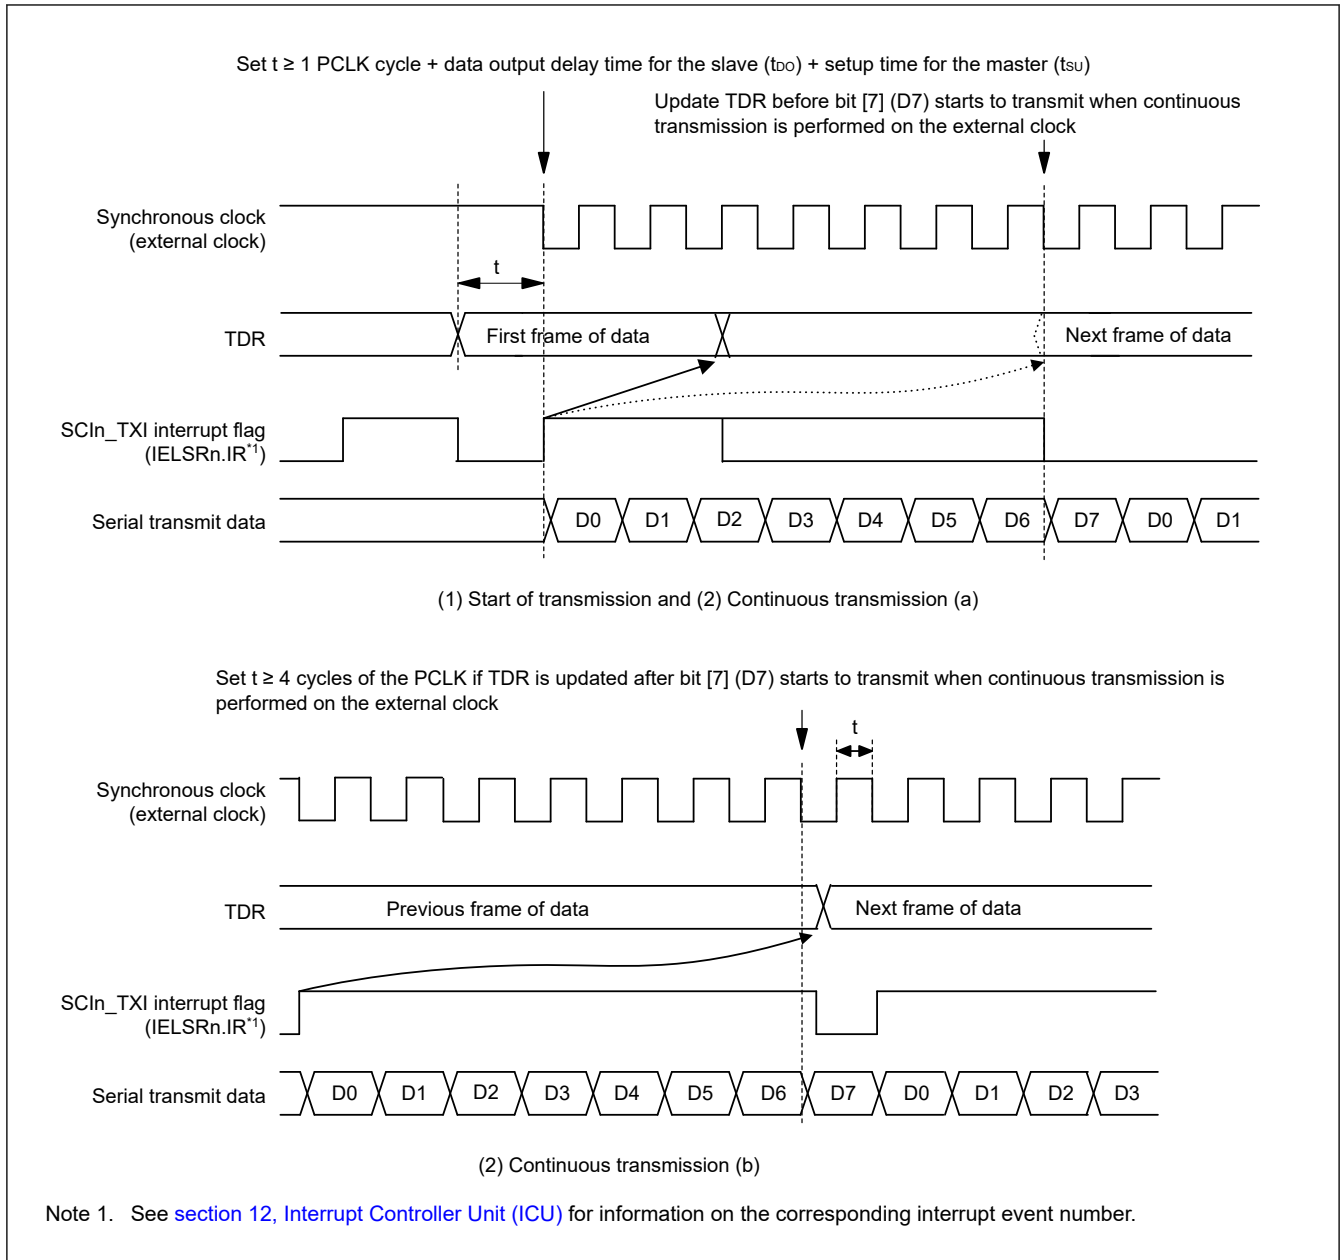 Set t ≥ 1 PCLK cycle + data output delay time for the slave (tDO) + setup time for the master (tSU)
Update TDR before bit [7] (D7) starts to transmit when continuous
transmission is performed on the external clock
Synchronous clock
(external clock)
t
TDR
First frame of data
Next frame of data
SCIn_TXI interrupt flag
(IELSRn.IR*1)
Serial transmit data
D0 D1 D2 D3 D4 D5 D6 D7 D0 D1
(1) Start of transmission and (2) Continuous transmission (a)
Set t ≥ 4 cycles of the PCLK if TDR is updated after bit [7] (D7) starts to transmit when continuous transmission is
performed on the external clock
t
Synchronous clock
(external clock)
TDR
Previous frame of data
Next frame of data
SCIn_TXI interrupt flag
(IELSRn.IR*1)
Serial transmit data
D0 D1 D2 D3 D4 D5 D6 D7 D0 D1 D2 D3
(2) Continuous transmission (b)
Note 1. See section 12, Interrupt Controller Unit (ICU) for information on the corresponding interrupt event number.